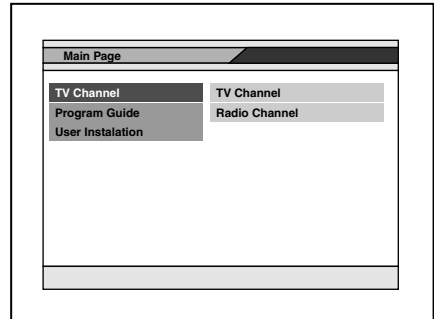 Main Page
TV Channel TV Channel
Program Guide Radio Channel
User Instalation